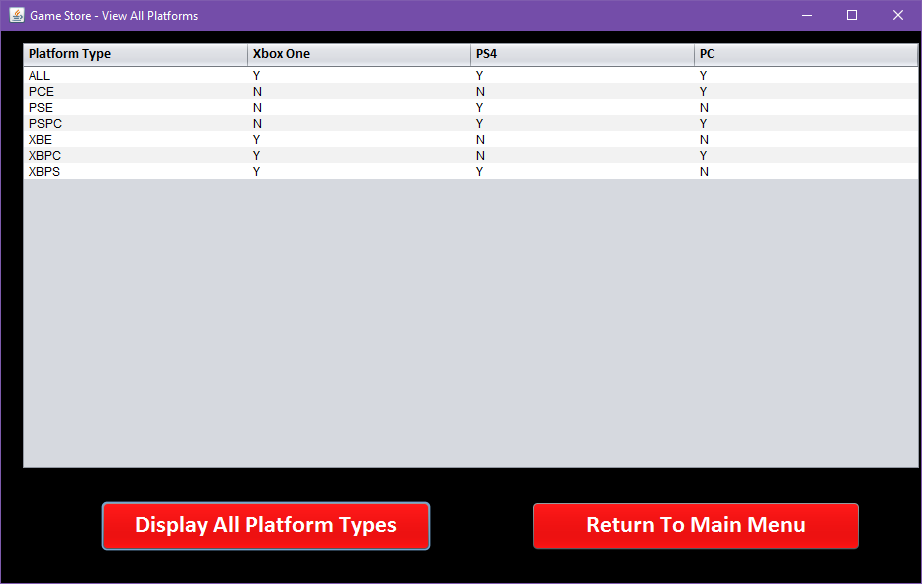 Game Store - View All Platforms
Platform Type Xbox One PS4 PC
ALL Y Y Y
PCE N N Y
PSE N Y N
PSPC N Y Y
XBE Y N N
XBPC Y N Y
XBPS Y Y N
Display All Platform Types Return To Main Menu